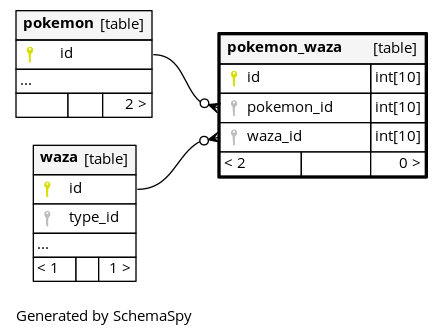 pokemon [table]
id
...
2 >
pokemon_waza [table]
id int[10]
pokemon_id int[10]
waza_id int[10]
< 2 0 >
waza [table]
id
type_id
...
< 1 1 >
Generated by SchemaSpy